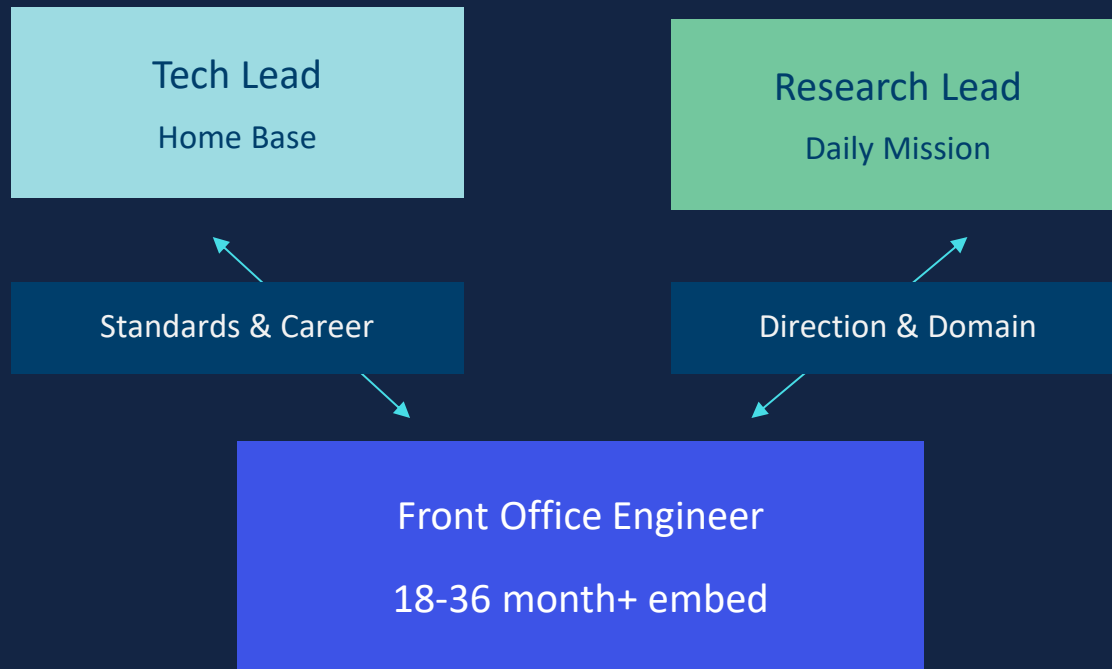 Tech Lead
Home Base
Research Lead
Daily Mission
Standards & Career
Direction & Domain
Front Office Engineer
18-36 month+ embed